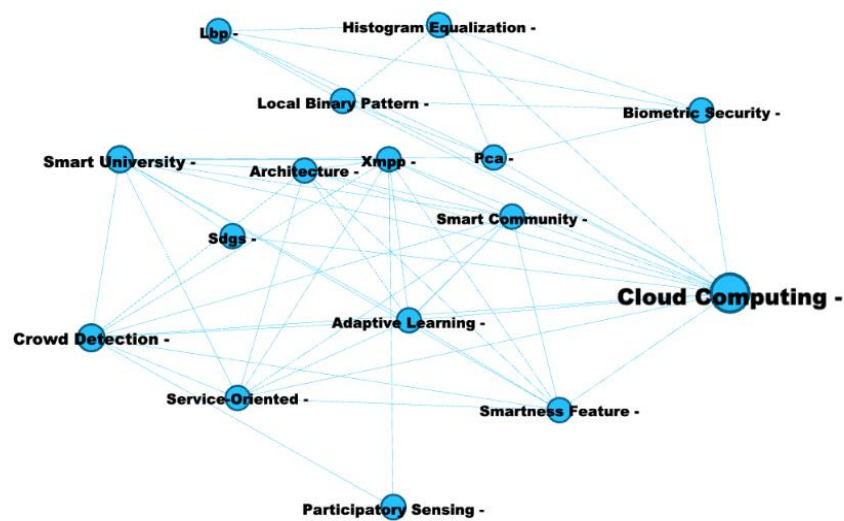 Lbp -
Histogram Equalization -
Local Binary Pattern -
Biometric Security -
Smart University -
Architecture -
Xmpp -
Pca -
Smart Community -
Sdgs -
Cloud Computing -
Adaptive Learning -
Crowd Detection -
Service-Oriented -
Smartness Feature -
Participatory Sensing -